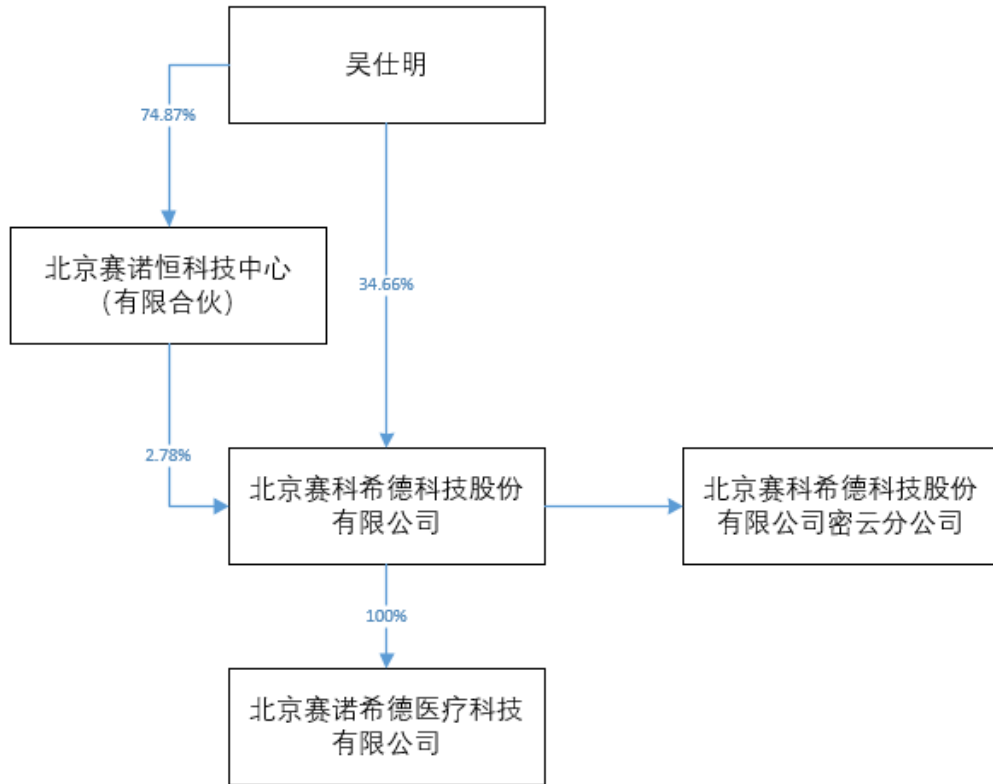 吴仕明
74.87%
北京赛诺恒科技中心
（有限合伙）
34.66%
2.78%
北京赛科希德科技股份
有限公司
北京赛科希德科技股份
有限公司密云分公司
100%
北京赛诺希德医疗科技
有限公司